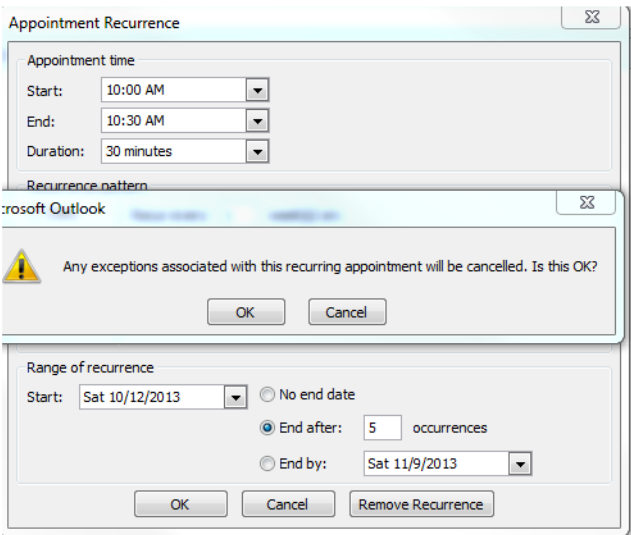 Appointment Recurrence
Appointment time
Start: 10:00 AM
End: 10:30 AM
Duration: 30 minutes
Recurrence pattern
crosoft Outlook
Any exceptions associated with this recurring appointment will be cancelled. Is this OK?
OK Cancel
Range of recurrence
Start: Sat 10/12/2013 No end date
End after: 5 occurrences
End by: Sat 11/9/2013
OK Cancel Remove Recurrence